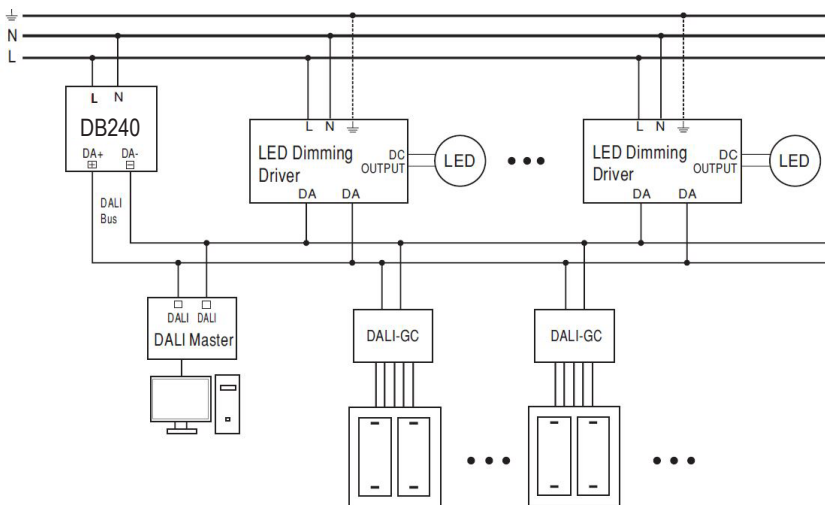 N
L
L N
DB240
DA+ DA-
DALI
Bus
L N
LED Dimming
Driver
DC
OUTPUT
DA DA
LED
L N
LED Dimming
Driver
DC
OUTPUT
DA DA
LED
DALI DALI
DALI Master
DALI-GC
DALI-GC